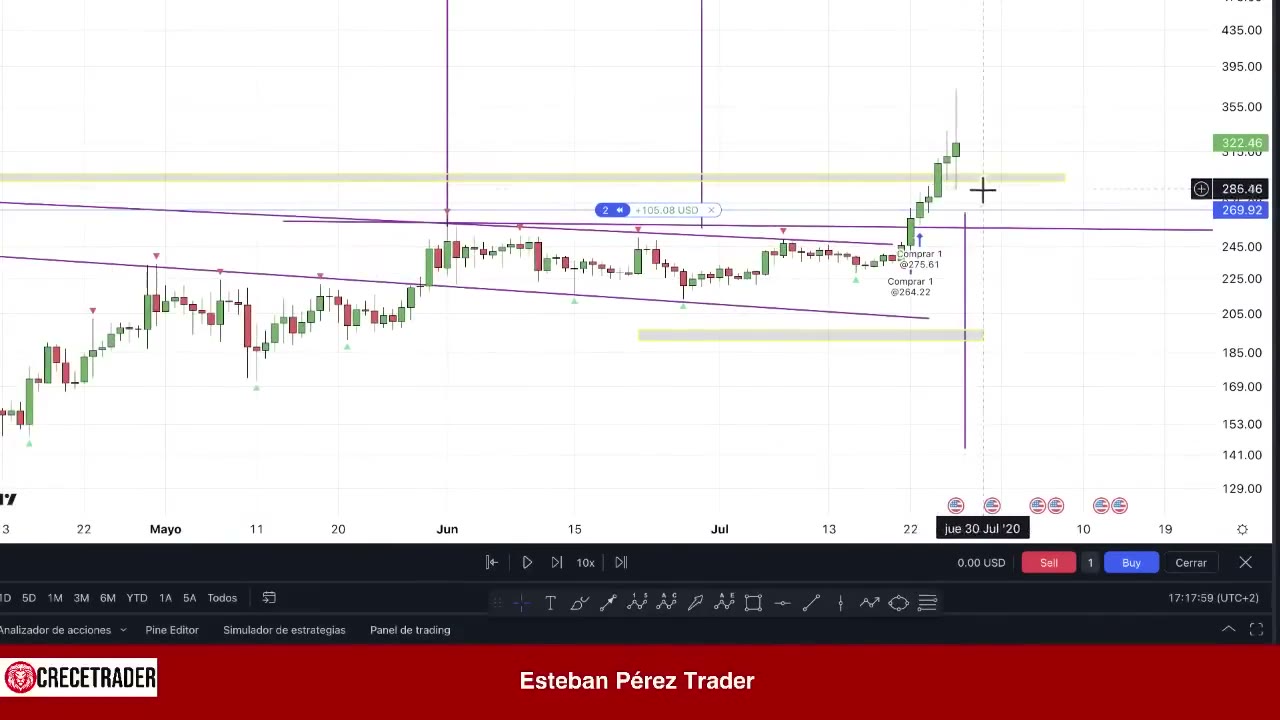 435.00
395.00
355.00
322.46
315.00
286.46
269.92
2
+105.08 USD
245.00
Comprar 1
@275.61
225.00
Comprar 1
@264.22
205.00
185.00
169.00
153.00
141.00
129.00
3 22 Mayo 11 20 Jun 15 Jul 13 22 jue 30 Jul '20 10 19
10x
0.00 USD Sell 1 Buy Cerrar
1D 5D 1M 3M 6M YTD 1A 5A Todos
17:17:59 (UTC+2)
Analizador de acciones Pine Editor Simulador de estrategias Panel de trading
CRECETRADER
Esteban Pérez Trader